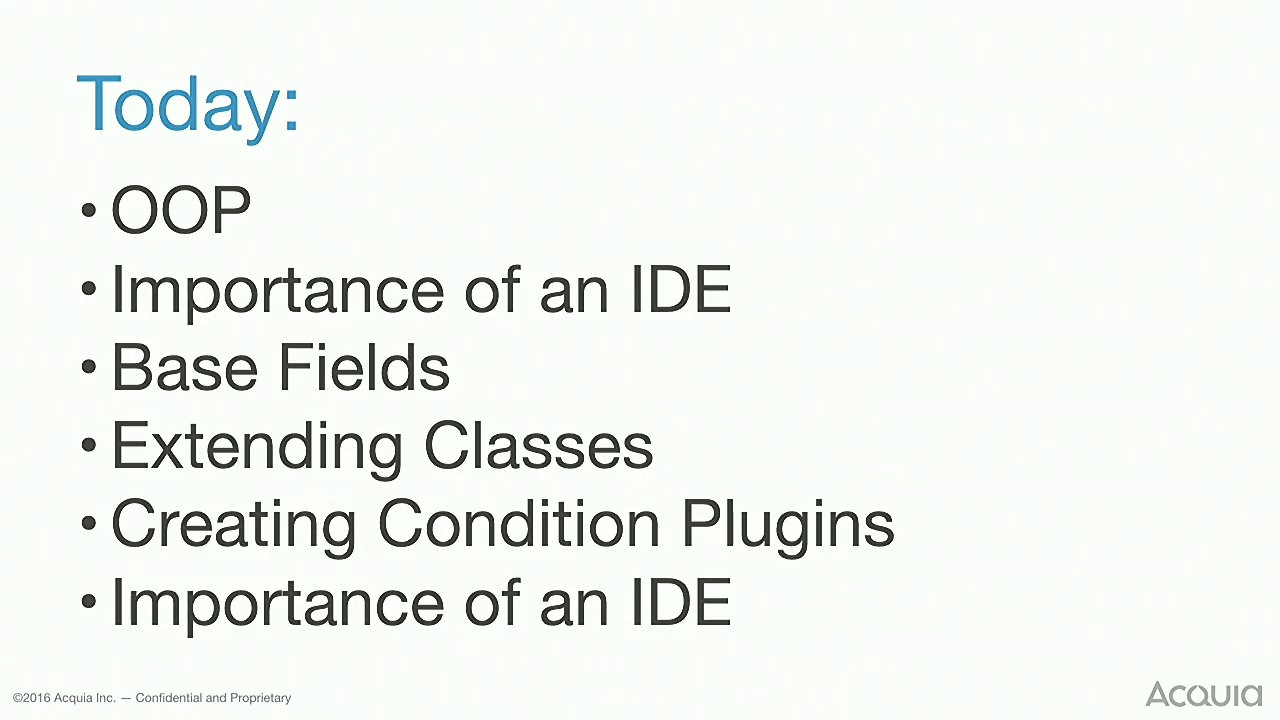 Today:
• OOP
• Importance of an IDE
• Base Fields
• Extending Classes
• Creating Condition Plugins
• Importance of an IDE
©2016 Acquia Inc. — Confidential and Proprietary
Acquia